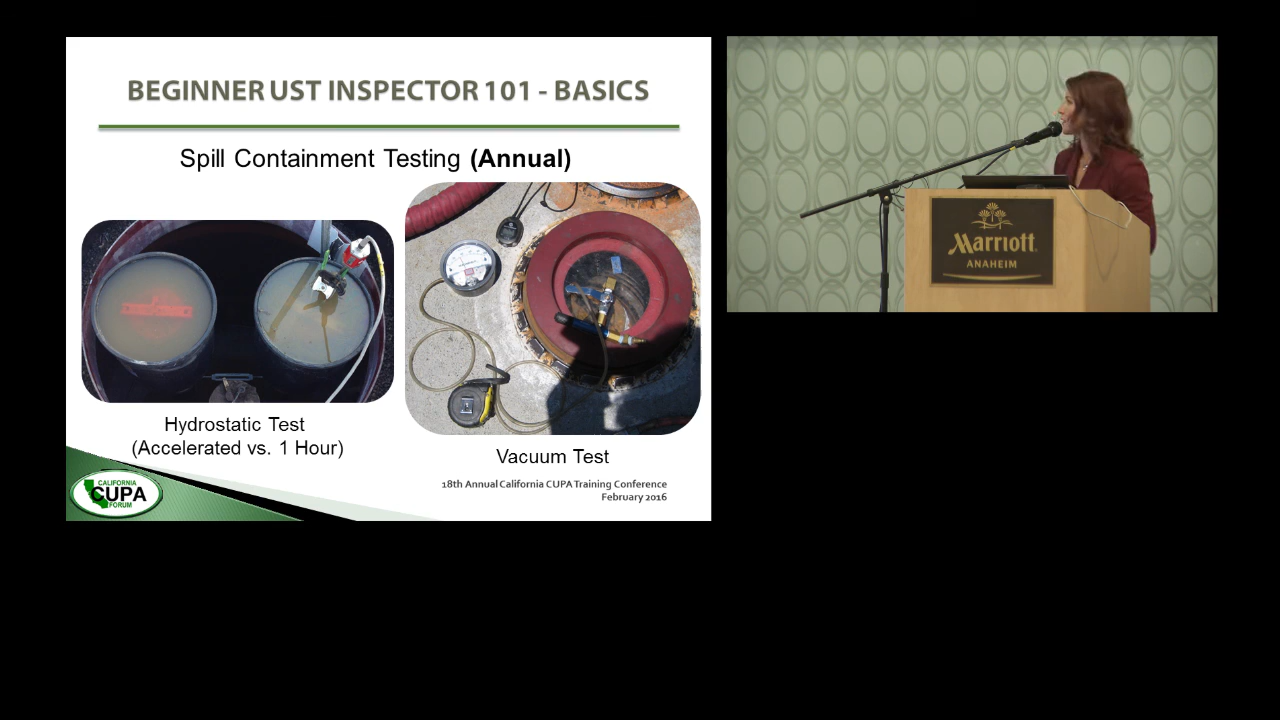 BEGINNER UST INSPECTOR 101 - BASICS
Spill Containment Testing (Annual)
Hydrostatic Test
(Accelerated vs. 1 Hour)
Vacuum Test
18th Annual California CUPA Training Conference
February 2016
CALIFORNIA
CUPA
FORUM
Marriott
ANAHEIM